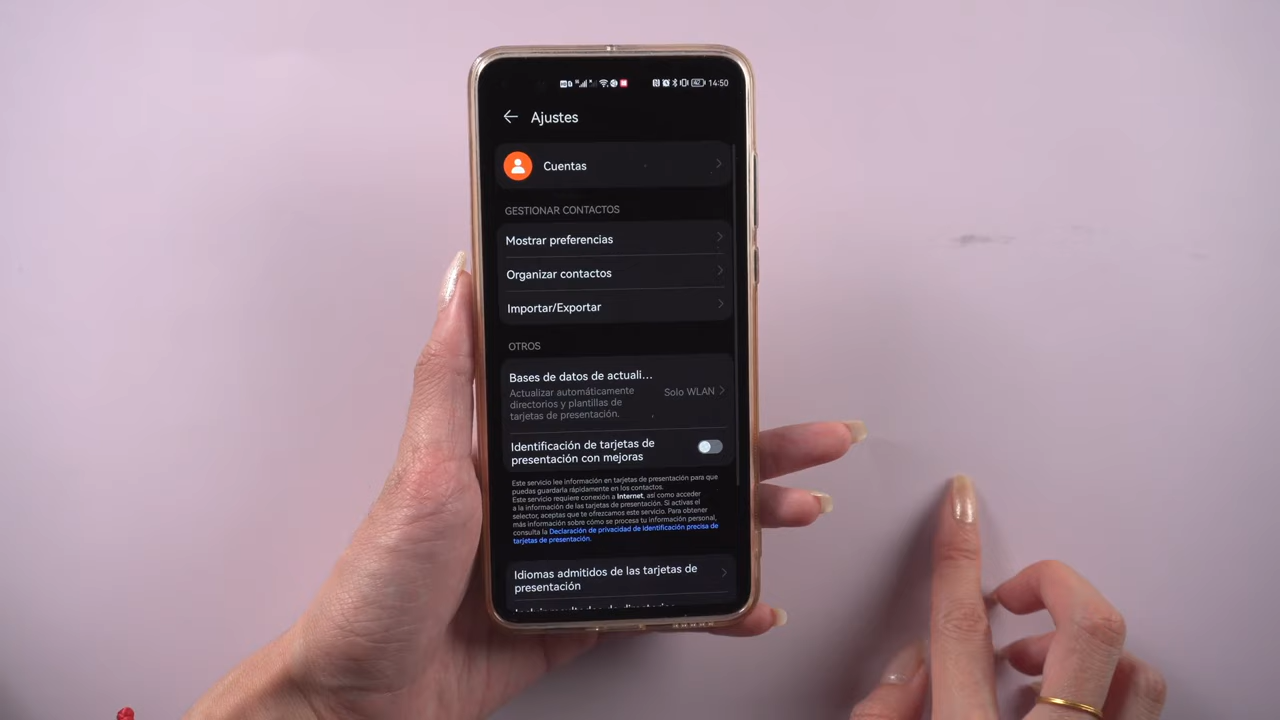 14:50
Ajustes
Cuentas
GESTIONAR CONTACTOS
Mostrar preferencias
Organizar contactos
Importar/Exportar
OTROS
Bases de datos de actuali...
Actualizar automáticamente
directorios y plantillas de
tarjetas de presentación.
Solo WLAN
Identificación de tarjetas de
presentación con mejoras
Este servicio lee información en tarjetas de presentación para que
puedas guardarla rápidamente en los contactos.
Este servicio requiere conexión a Internet, así como acceder
a la información de las tarjetas de presentación. Si activas el
selector, aceptas que te ofrezcamos este servicio. Para obtener
más información sobre cómo se procesa tu información personal,
consulta la Declaración de privacidad de identificación precisa de
tarjetas de presentación.
Idiomas admitidos de las tarjetas de
presentación